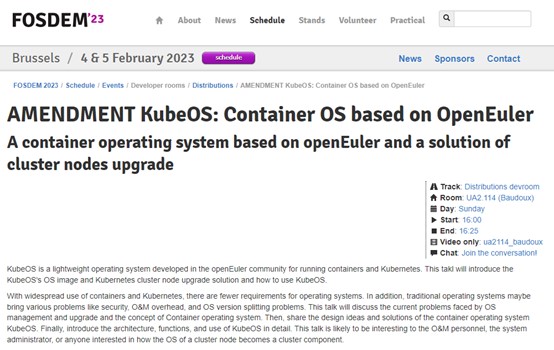 FOSDEM'23
About News Schedule Stands Volunteer Practical
Brussels / 4 & 5 February 2023 schedule News Sponsors Contact
FOSDEM 2023 / Schedule / Events / Developer rooms / Distributions / AMENDMENT KubeOS: Container OS based on OpenEuler
AMENDMENT KubeOS: Container OS based on OpenEuler
A container operating system based on openEuler and a solution of
cluster nodes upgrade
Track: Distributions devroom
Room: UA2.114 (Baudoux)
Day: Sunday
Start: 16:00
End: 16:25
Video only: ua2114_baudoux
Chat: Join the conversation!
KubeOS is a lightweight operating system developed in the openEuler community for running containers and Kubernetes. This takl will introduce the
KubeOS's OS image and Kubernetes cluster node upgrade solution and how to use KubeOS.
With widespread use of containers and Kubernetes, there are fewer requirements for operating systems. In addition, traditional operating systems maybe
bring various problems like security, O&M overhead, and OS version splitting problems. This talk will discuss the current problems faced by OS
management and upgrade and the concept of Container operating system. Then, share the design ideas and solutions of the container operating system
KubeOS. Finally, introduce the architecture, functions, and use of KubeOS in detail. This talk is likely to be interesting to the O&M personnel, the system
administrator, or anyone interested in how the OS of a cluster node becomes a cluster component.